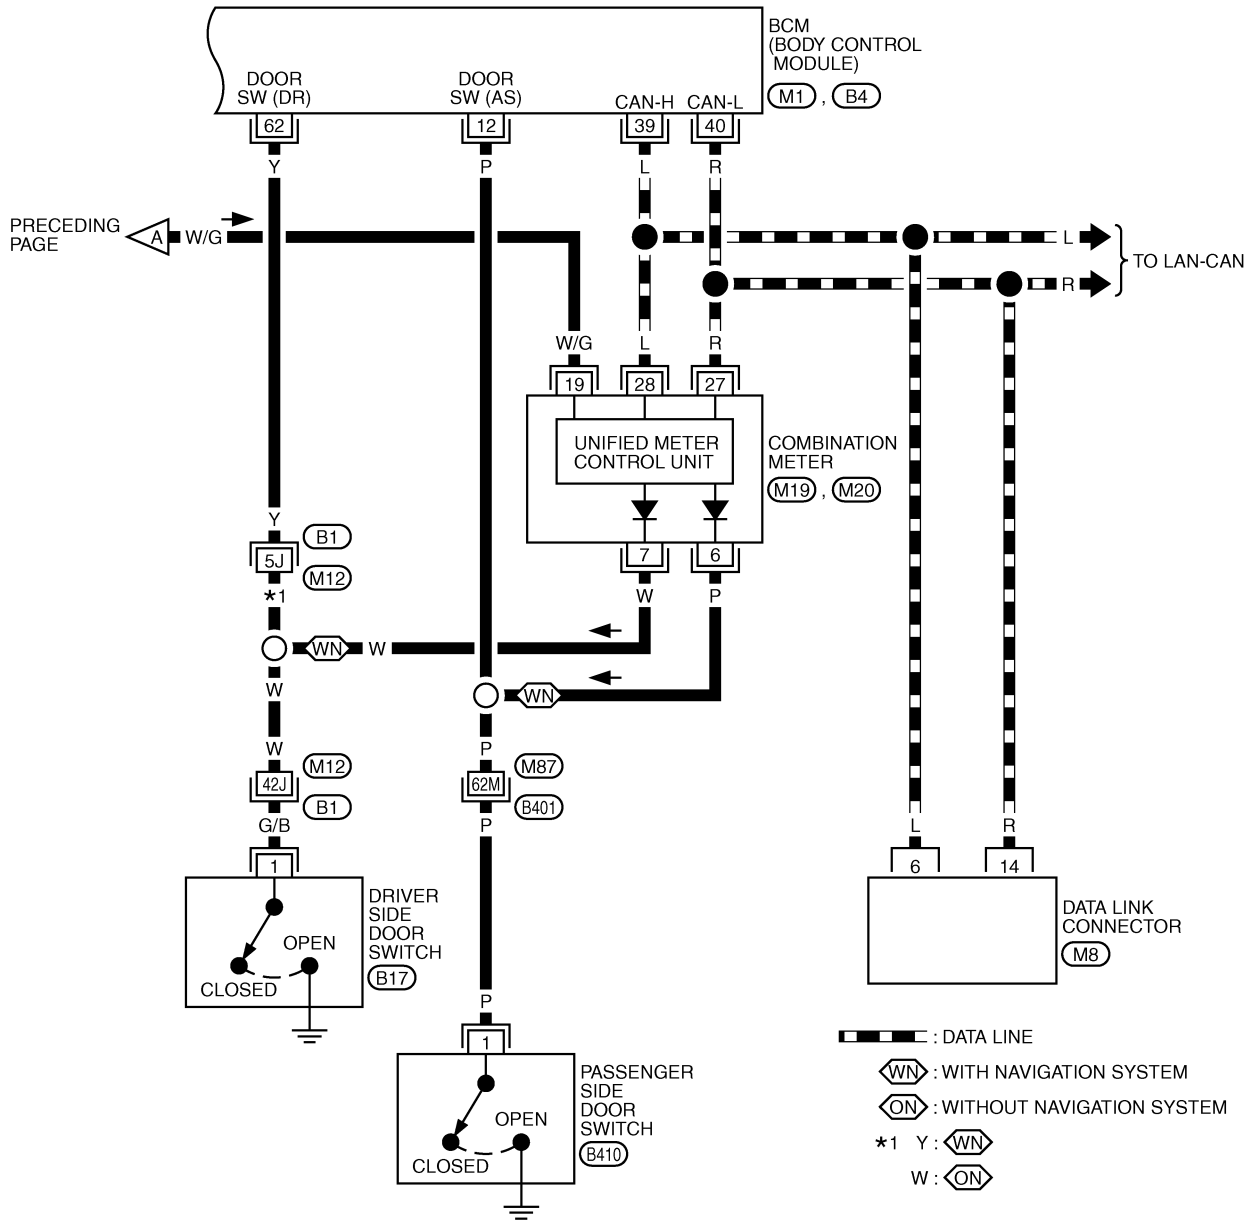 BCM
(BODY CONTROL
MODULE)
M1 , B4
DOOR
SW (DR)
DOOR
SW (AS)
CAN-H
CAN-L
62
12
39
40
Y
P
L
R
PRECEDING
PAGE
A
W/G
L
R
TO LAN-CAN
W/G
L
R
19
28
27
UNIFIED METER
CONTROL UNIT
COMBINATION
METER
M19 , M20
7
6
W
P
Y
B1
5J
M12
*1
WN
W
WN
W
W
P
M12
42J
B1
M87
62M
B401
G/B
P
1
DRIVER
SIDE
DOOR
SWITCH
B17
OPEN
CLOSED
P
1
PASSENGER
SIDE
DOOR
SWITCH
B410
OPEN
CLOSED
L
R
6
14
DATA LINK
CONNECTOR
M8
: DATA LINE
WN : WITH NAVIGATION SYSTEM
ON : WITHOUT NAVIGATION SYSTEM
*1 Y : WN
W : ON